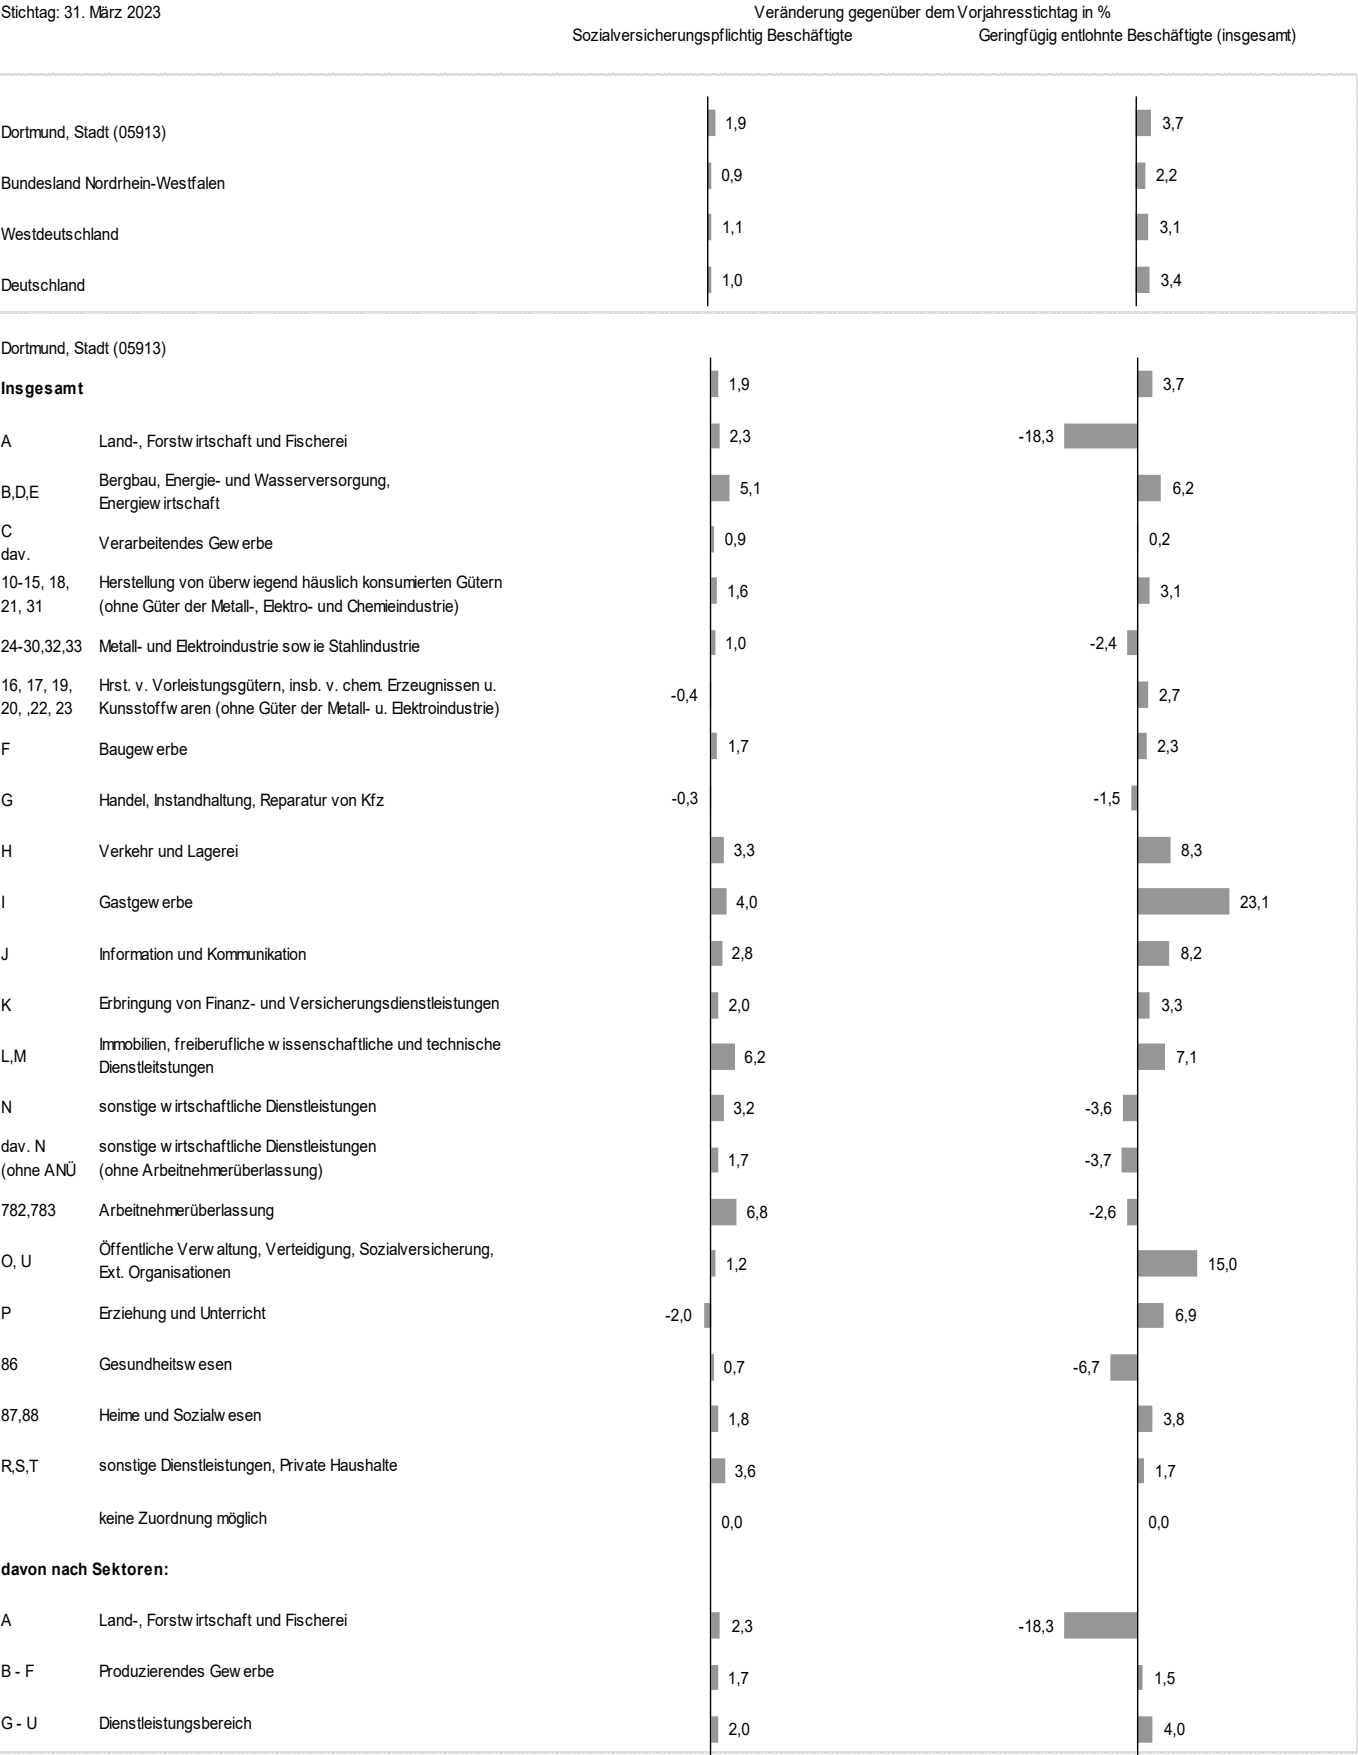 Stichtag: 31. März 2023
Veränderung gegenüber dem Vorjahresstichtag in %
Sozialversicherungspflichtig Beschäftigte Geringfügig entlohnte Beschäftigte (insgesamt)
Dortmund, Stadt (05913) 1,9 3,7
Bundesland Nordrhein-Westfalen 0,9 2,2
Westdeutschland 1,1 3,1
Deutschland 1,0 3,4
Dortmund, Stadt (05913)
Insgesamt 1,9 3,7
A Land-, Forstwirtschaft und Fischerei 2,3 -18,3
B,D,E Bergbau, Energie- und Wasserversorgung,
Energiewirtschaft 5,1 6,2
C
dav.
Verarbeitendes Gewerbe 0,9 0,2
10-15, 18, Herstellung von überwiegend häuslich konsumierten Gütern
21, 31 (ohne Güter der Metall-, Elektro- und Chemieindustrie) 1,6 3,1
24-30,32,33 Metall- und Elektroindustrie sowie Stahlindustrie 1,0 -2,4
16, 17, 19, Hrst. v. Vorleistungsgütern, insb. v. chem. Erzeugnissen u.
20, ,22, 23 Kunsstoffwaren (ohne Güter der Metall- u. Elektroindustrie) -0,4 2,7
F Baugewerbe 1,7 2,3
G Handel, Instandhaltung, Reparatur von Kfz -0,3 -1,5
H Verkehr und Lagerei 3,3 8,3
I Gastgewerbe 4,0 23,1
J Information und Kommunikation 2,8 8,2
K Erbringung von Finanz- und Versicherungsdienstleistungen 2,0 3,3
L,M Immobilien, freiberufliche wissenschaftliche und technische
Dienstleitstungen 6,2 7,1
N sonstige wirtschaftliche Dienstleistungen 3,2 -3,6
dav. N sonstige wirtschaftliche Dienstleistungen
(ohne ANÜ (ohne Arbeitnehmerüberlassung) 1,7 -3,7
782,783 Arbeitnehmerüberlassung 6,8 -2,6
O, U Öffentliche Verwaltung, Verteidigung, Sozialversicherung,
Ext. Organisationen 1,2 15,0
P Erziehung und Unterricht -2,0 6,9
86 Gesundheitswesen 0,7 -6,7
87,88 Heime und Sozialwesen 1,8 3,8
R,S,T sonstige Dienstleistungen, Private Haushalte 3,6 1,7
keine Zuordnung möglich 0,0 0,0
davon nach Sektoren:
A Land-, Forstwirtschaft und Fischerei 2,3 -18,3
B - F Produzierendes Gewerbe 1,7 1,5
G - U Dienstleistungsbereich 2,0 4,0